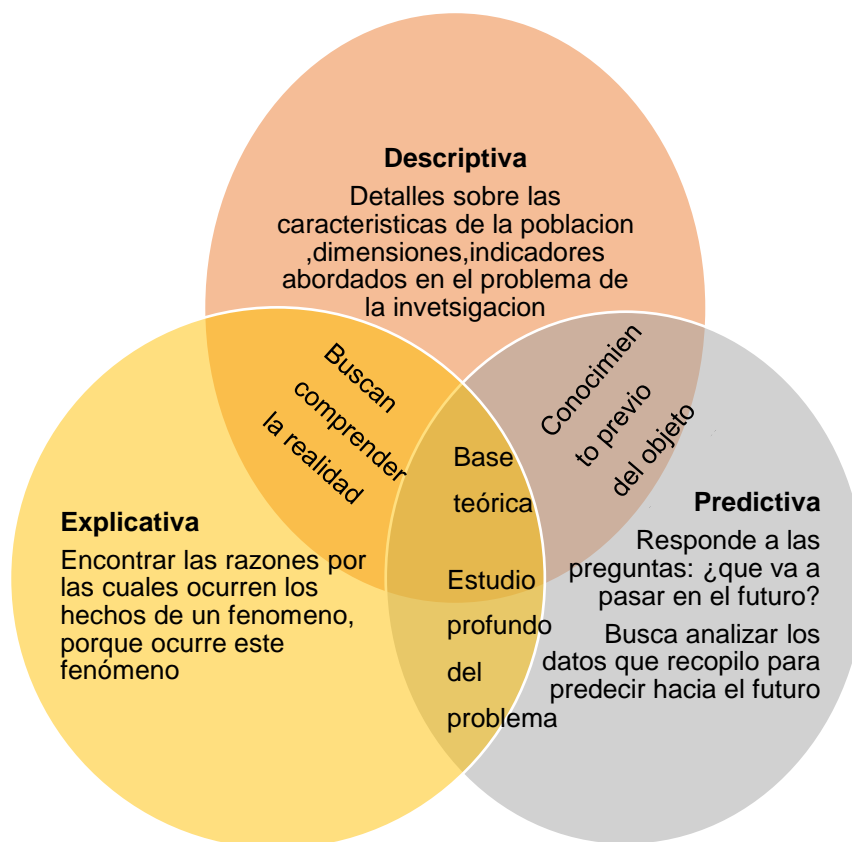 Descriptiva
Detalles sobre las
caracteristicas de la poblacion
,dimensiones,indicadores
abordados en el problema de
la invetsigacion
Buscan
comprender
la realidad
Conocimien
to previo
del objeto
Base
teórica
Estudio
profundo
del
problema
Explicativa
Encontrar las razones por
las cuales ocurren los
hechos de un fenomeno,
porque ocurre este
fenómeno
Predictiva
Responde a las
preguntas: ¿que va a
pasar en el futuro?
Busca analizar los
datos que recopilo para
predecir hacia el futuro